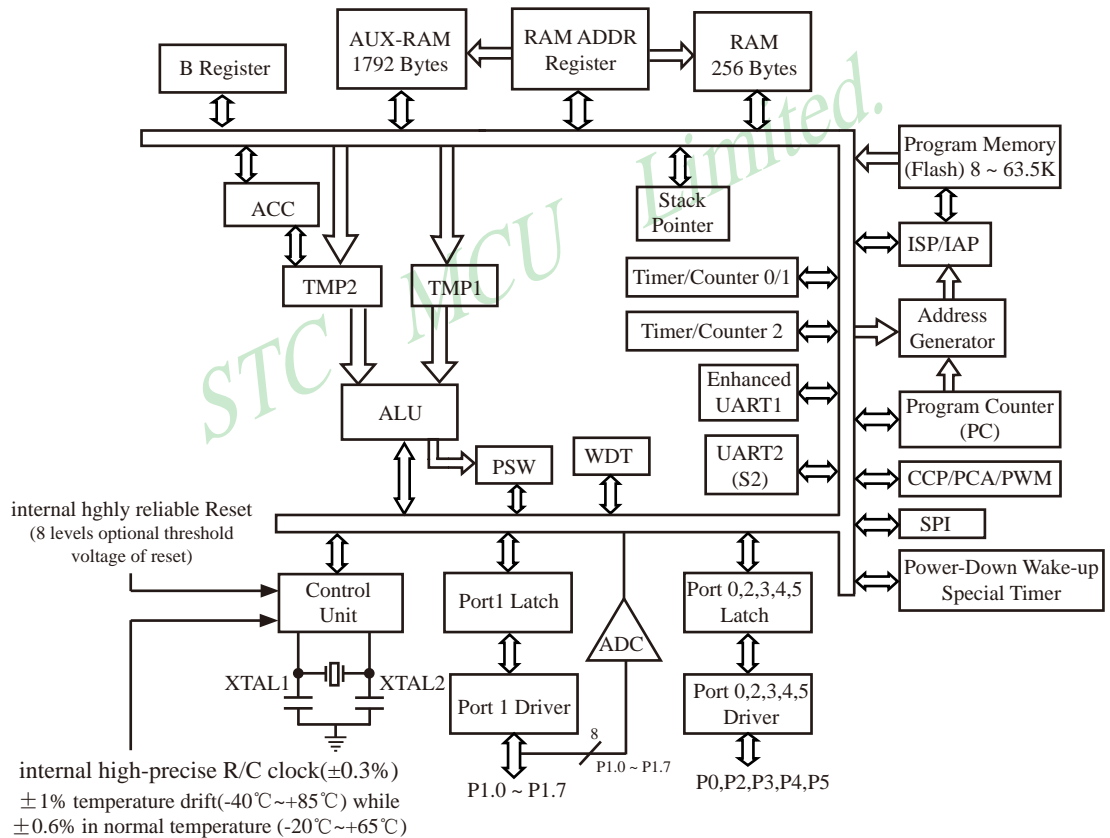 B Register
AUX-RAM
1792 Bytes
RAM ADDR
Register
RAM
256 Bytes
STC MCU Limited.
Program Memory
(Flash) 8 ~ 63.5K
ACC
Stack
Pointer
ISP/IAP
TMP2
TMP1
Timer/Counter 0/1
Timer/Counter 2
Address
Generator
Enhanced
UART1
ALU
Program Counter
(PC)
PSW
WDT
UART2
(S2)
CCP/PCA/PWM
internal hghly reliable Reset
(8 levels optional threshold
voltage of reset)
SPI
Control
Unit
Port1 Latch
ADC
Port 0,2,3,4,5
Latch
Power-Down Wake-up
Special Timer
XTAL1
XTAL2
Port 1 Driver
Port 0,2,3,4,5
Driver
8
P1.0 ~ P1.7
P1.0 ~ P1.7
P0,P2,P3,P4,P5
internal high-precise R/C clock(±0.3%)
±1% temperature drift(-40℃~+85℃) while
±0.6% in normal temperature (-20℃~+65℃)